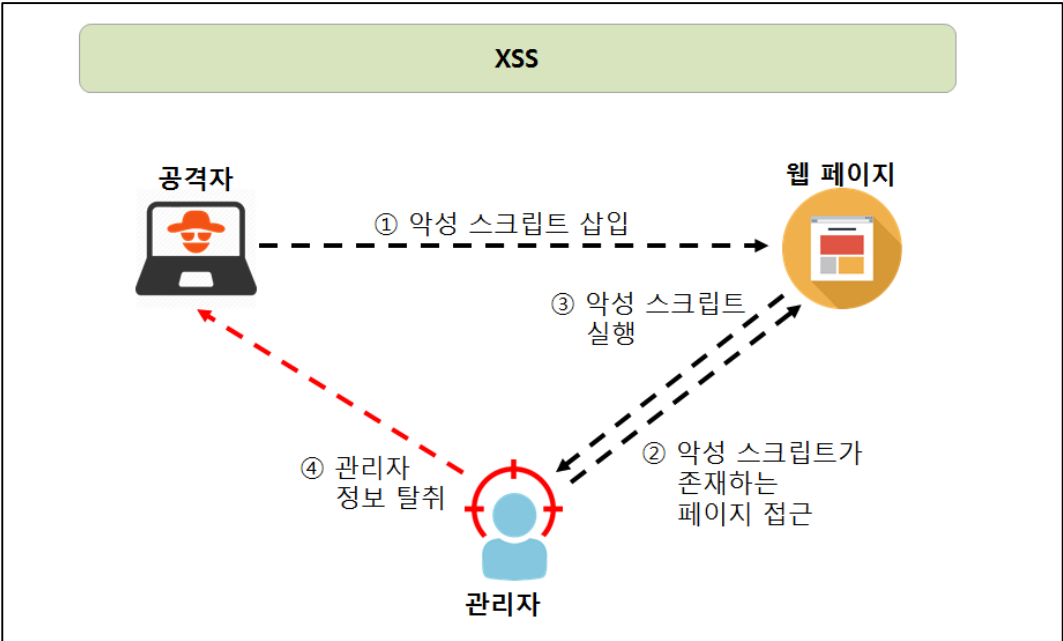 XSS
공격자
웹 페이지
① 악성 스크립트 삽입
③ 악성 스크립트
실행
② 악성 스크립트가
존재하는
페이지 접근
④ 관리자
정보 탈취
관리자